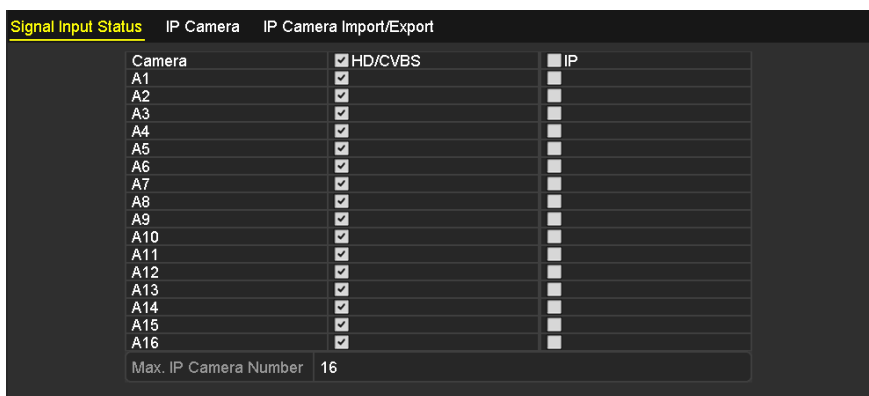 Signal Input Status IP Camera IP Camera Import/Export
Camera HD/CVBS IP
A1
A2
A3
A4
A5
A6
A7
A8
A9
A10
A11
A12
A13
A14
A15
A16
Max. IP Camera Number 16